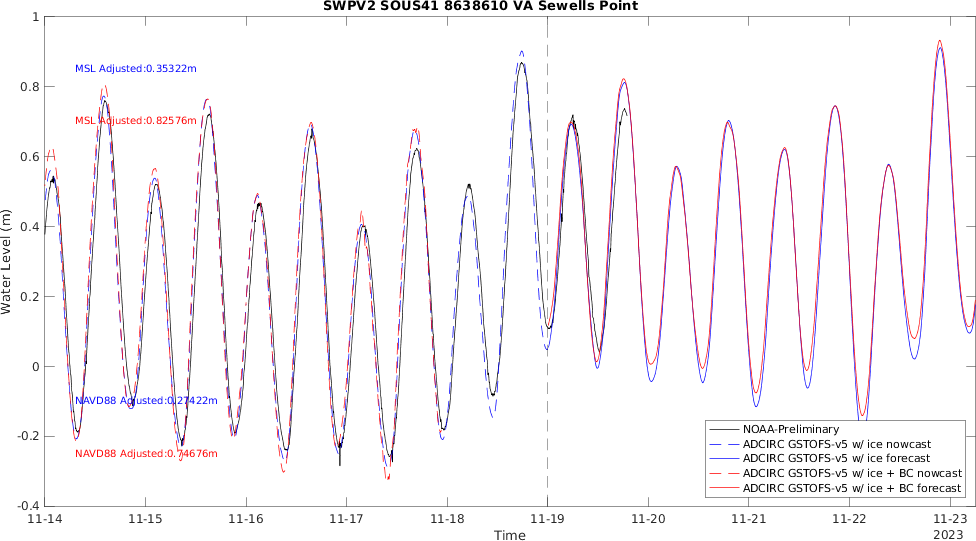 SWPV2 SOUS41 8638610 VA Sewells Point
1
0.8
0.6
0.4
0.2
0
-0.2
-0.4
Water Level (m)
MSL Adjusted:0.35322m
MSL Adjusted:0.82576m
NAVD88 Adjusted:0.27422m
NAVD88 Adjusted:0.74676m
NOAA-Preliminary
ADCIRC GSTOFS-v5 w/ ice nowcast
ADCIRC GSTOFS-v5 w/ ice forecast
ADCIRC GSTOFS-v5 w/ ice + BC nowcast
ADCIRC GSTOFS-v5 w/ ice + BC forecast
11-14 11-15 11-16 11-17 11-18 11-19 11-20 11-21 11-22 11-23
Time
2023